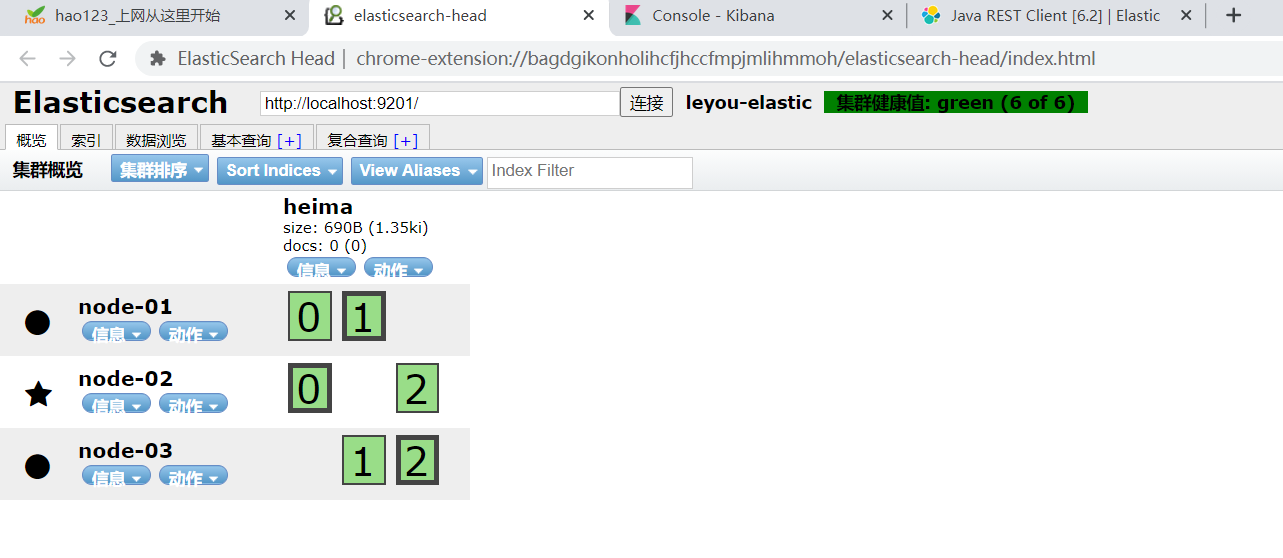 hao123_上网从这里开始
elasticsearch-head
Console - Kibana
Java REST Client [6.2] | Elastic
ElasticSearch Head | chrome-extension://bagdgikonholihcfjhccfmpjmlihmmoh/elasticsearch-head/index.html
Elasticsearch http://localhost:9201/ 连接 leyou-elastic 集群健康值: green (6 of 6)
概览 索引 数据浏览 基本查询 [+] 复合查询 [+]
集群概览 集群排序 Sort Indices View Aliases Index Filter
heima
size: 690B (1.35ki)
docs: 0 (0)
信息 动作
node-01 0 1
信息 动作
node-02 0 2
信息 动作
node-03 1 2
信息 动作